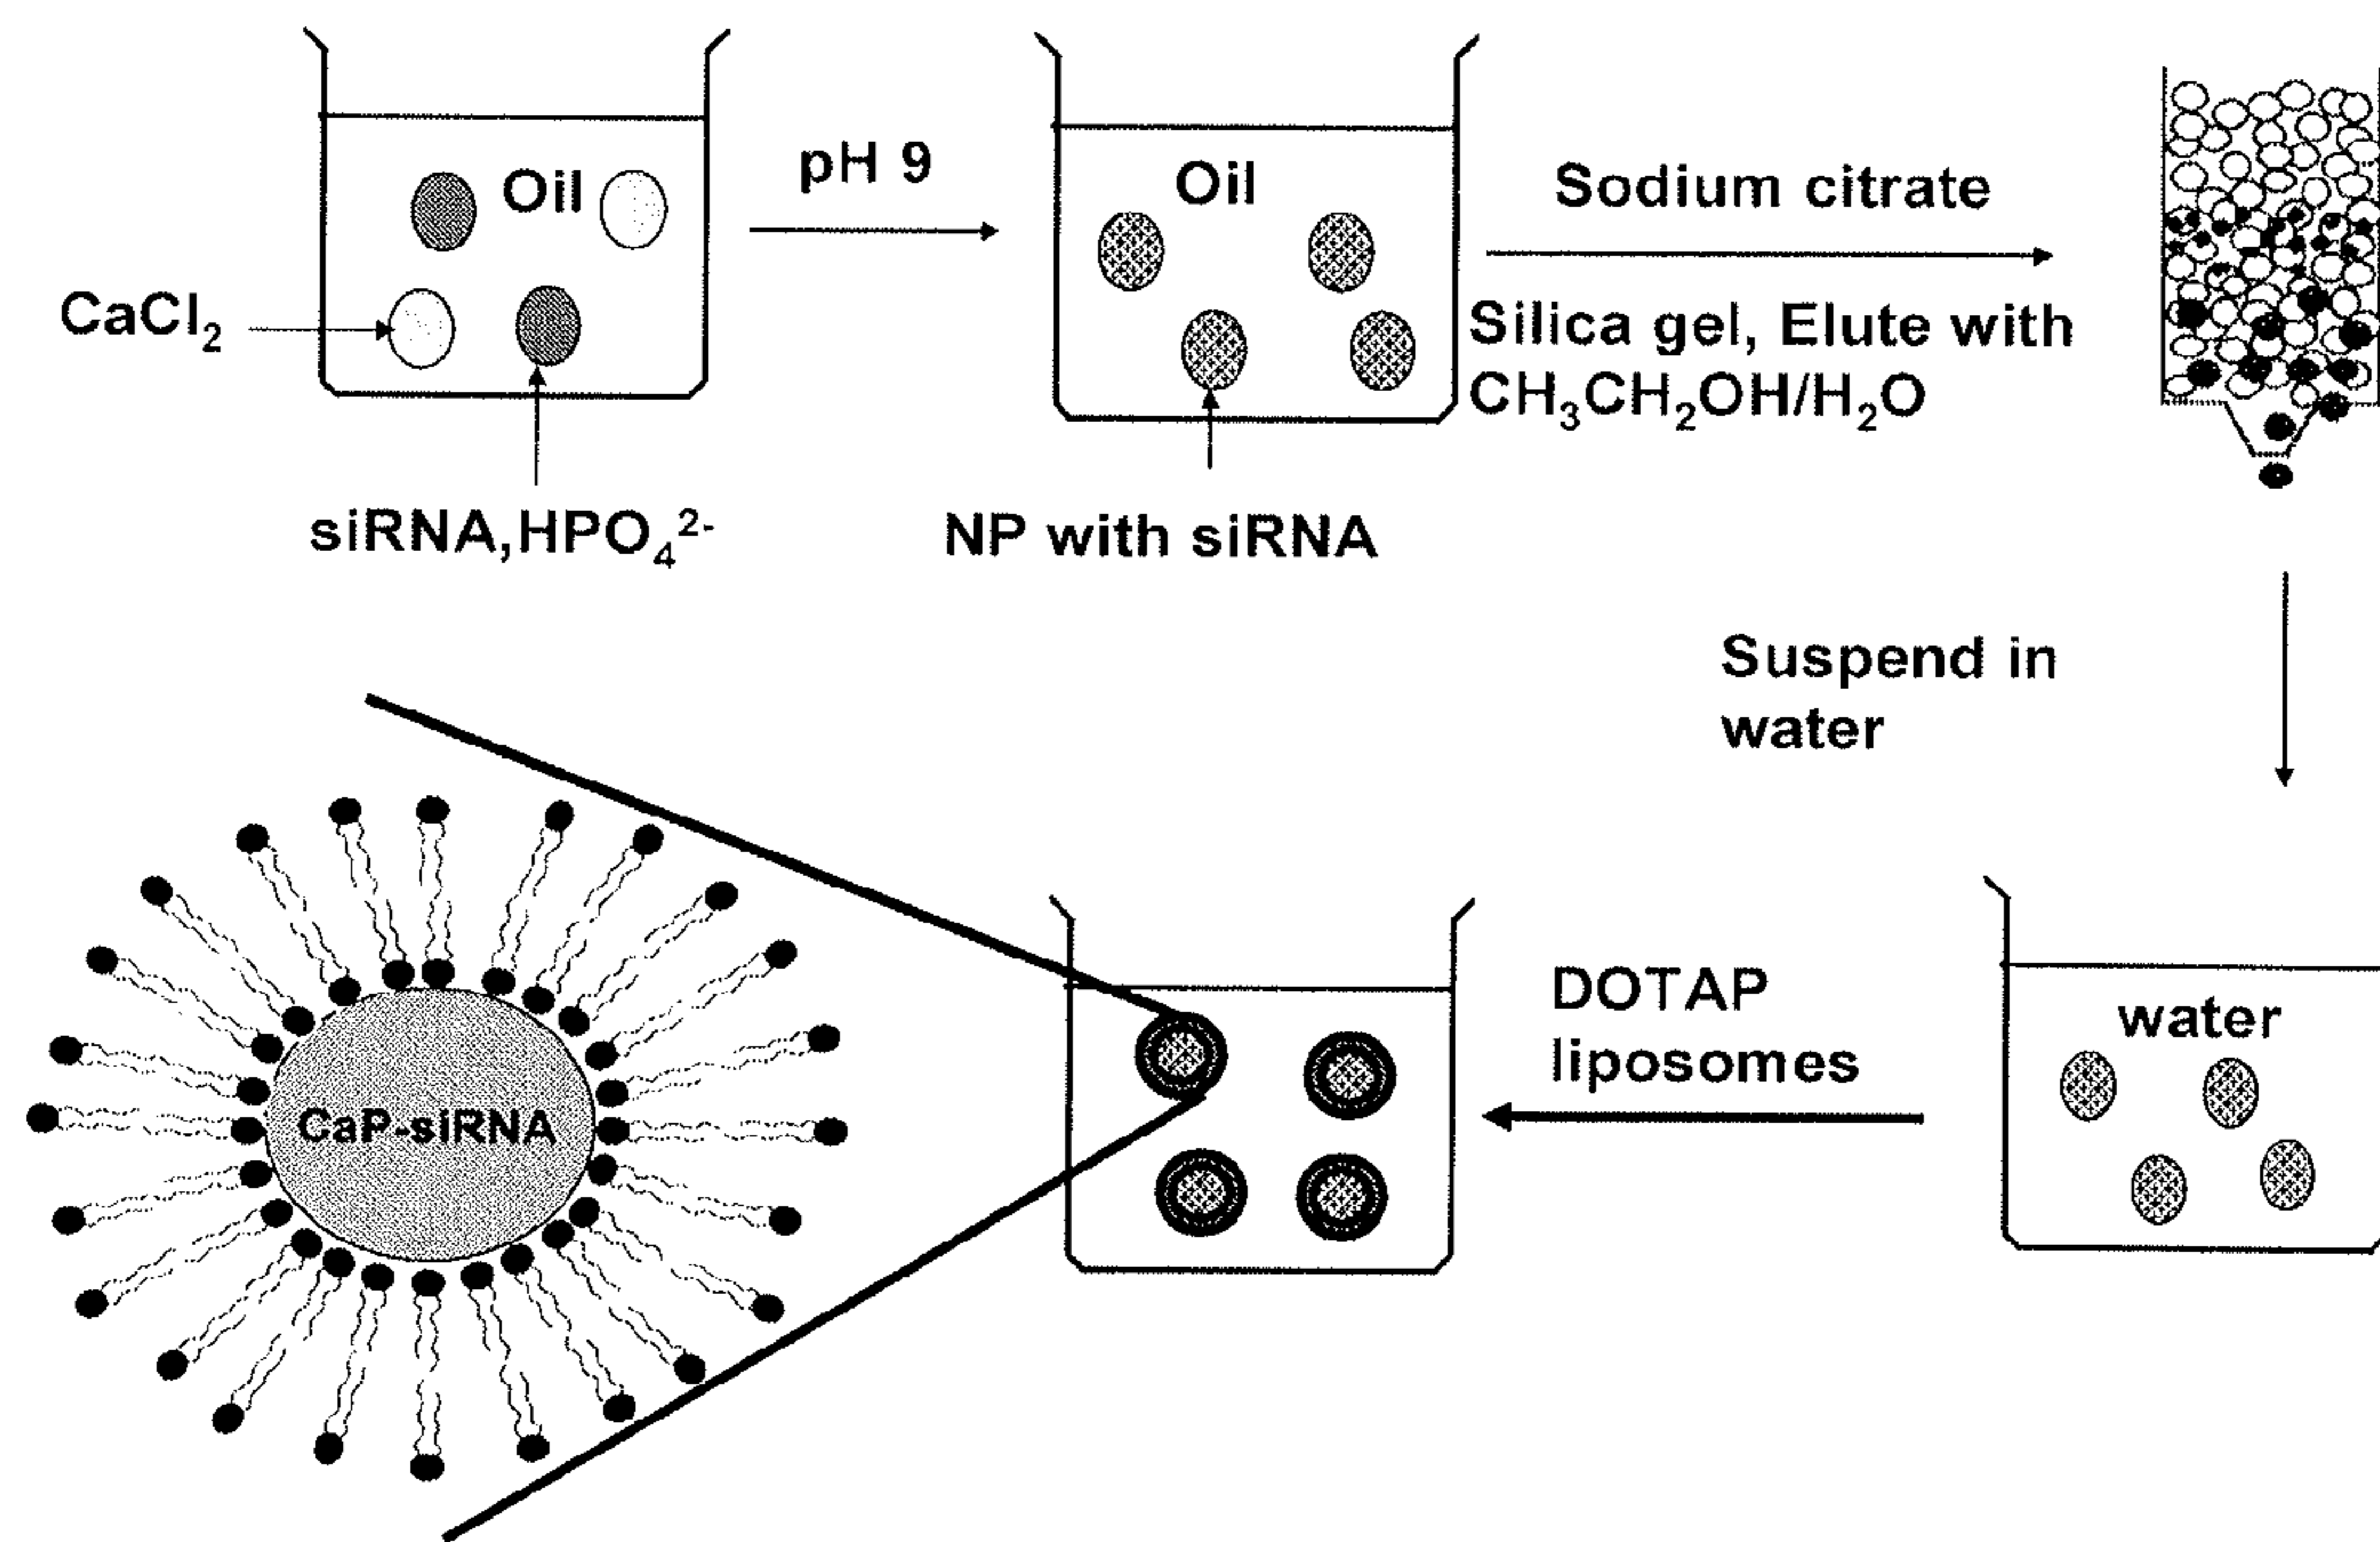 Oil
pH 9
CaCl₂
siRNA,HPO₄²⁻
Oil
NP with siRNA
Sodium citrate
Silica gel, Elute with
CH₃CH₂OH/H₂O
Suspend in
water
water
DOTAP
liposomes
CaP-siRNA